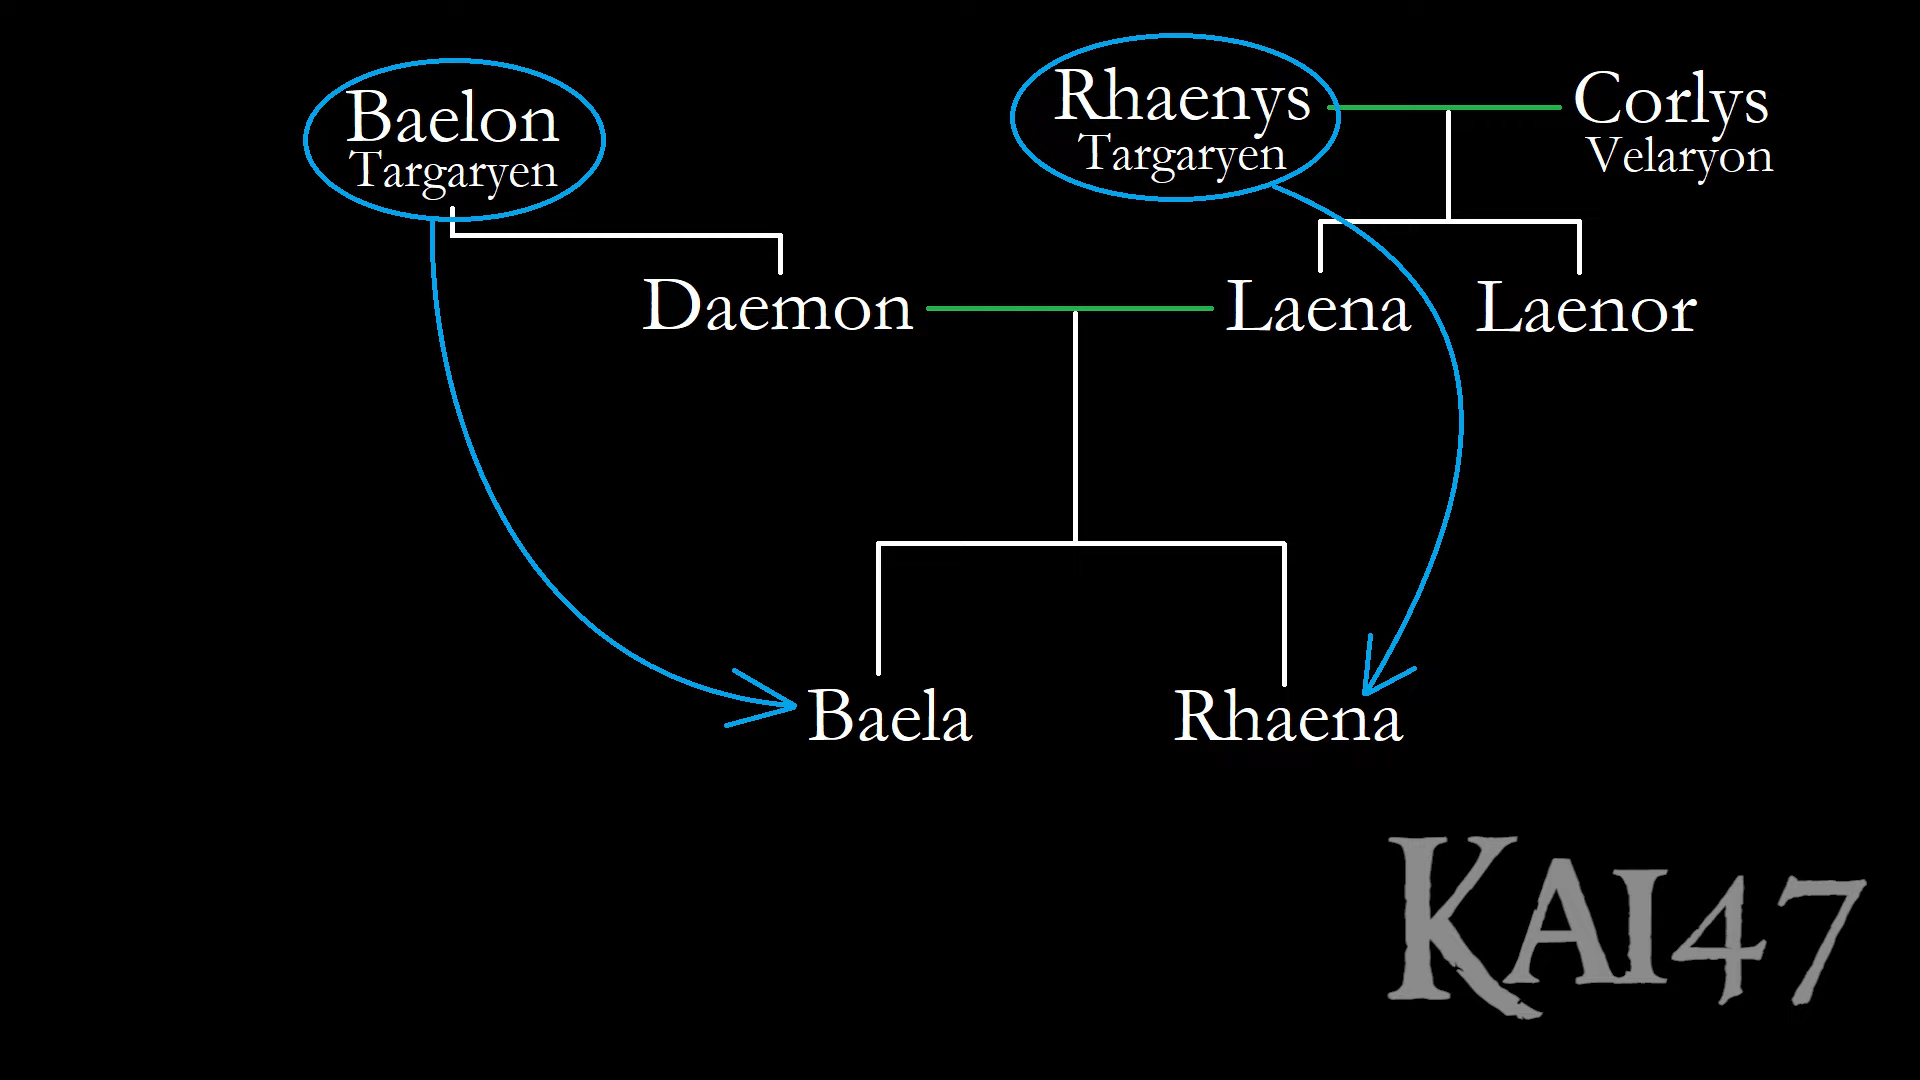 Baelon
Targaryen
Rhaenys
Targaryen
Corlys
Velaryon
Daemon
Laena
Laenor
Baela
Rhaena
KAI47